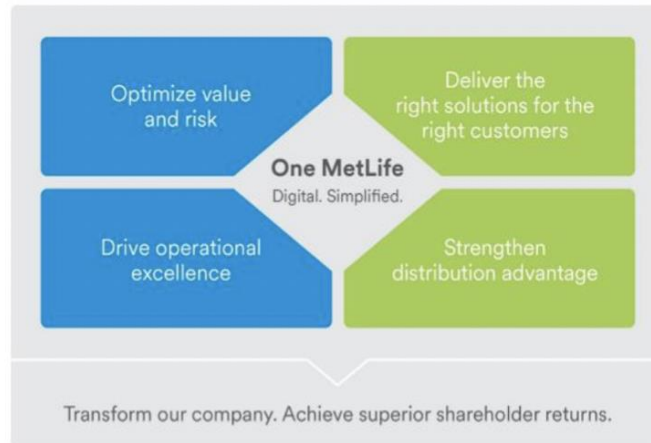 Optimize value
and risk
Deliver the
right solutions for the
right customers
One MetLife
Digital. Simplified.
Drive operational
excellence
Strengthen
distribution advantage
Transform our company. Achieve superior shareholder returns.